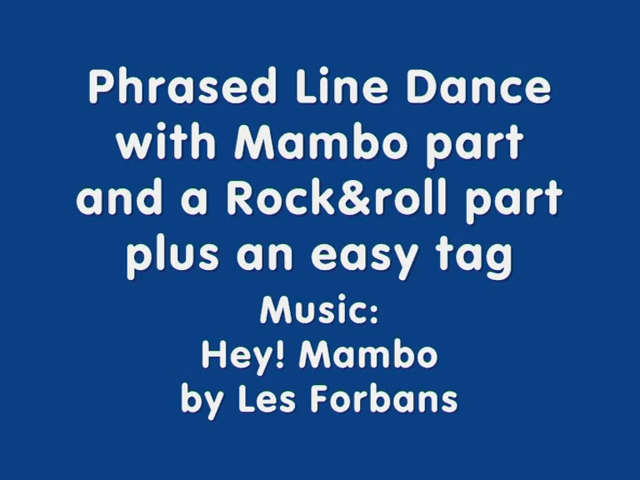 Phrased Line Dance
with Mambo part
and a Rock&roll part
plus an easy tag
Music:
Hey! Mambo
by Les Forbans